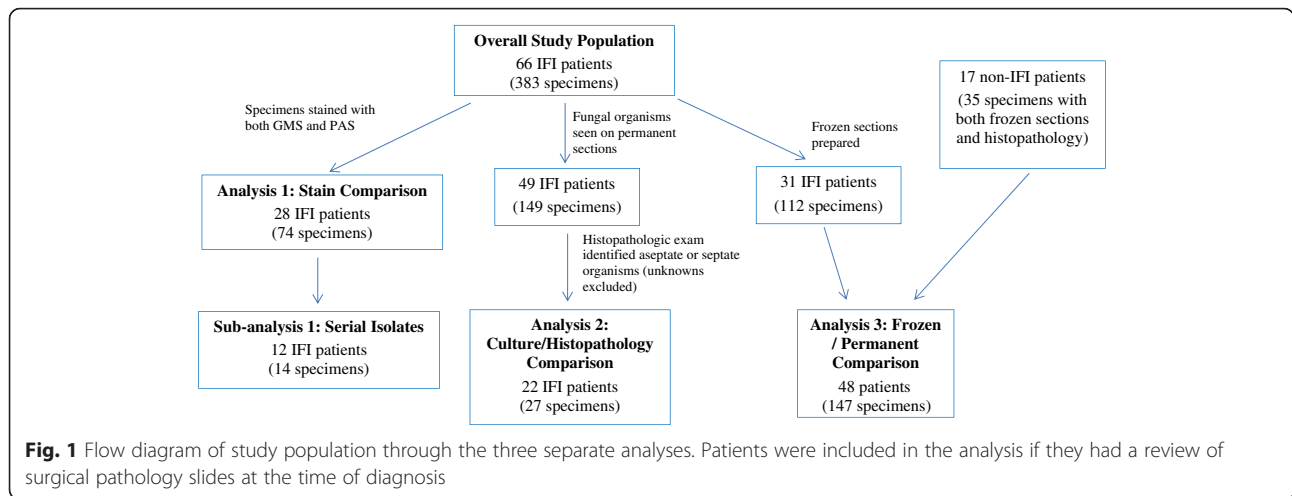 Overall Study Population
66 IFI patients
(383 specimens)
17 non-IFI patients
(35 specimens with
both frozen sections
and histopathology)
Specimens stained with
both GMS and PAS
Fungal organisms
seen on permanent
sections
Frozen sections
prepared
Analysis 1: Stain Comparison
28 IFI patients
(74 specimens)
49 IFI patients
(149 specimens)
31 IFI patients
(112 specimens)
Histopathologic exam
identified aseptate or septate
organisms (unknowns
excluded)
Sub-analysis 1: Serial Isolates
12 IFI patients
(14 specimens)
Analysis 2:
Culture/Histopathology
Comparison
22 IFI patients
(27 specimens)
Analysis 3: Frozen
/ Permanent
Comparison
48 patients
(147 specimens)
Fig. 1 Flow diagram of study population through the three separate analyses. Patients were included in the analysis if they had a review of
surgical pathology slides at the time of diagnosis